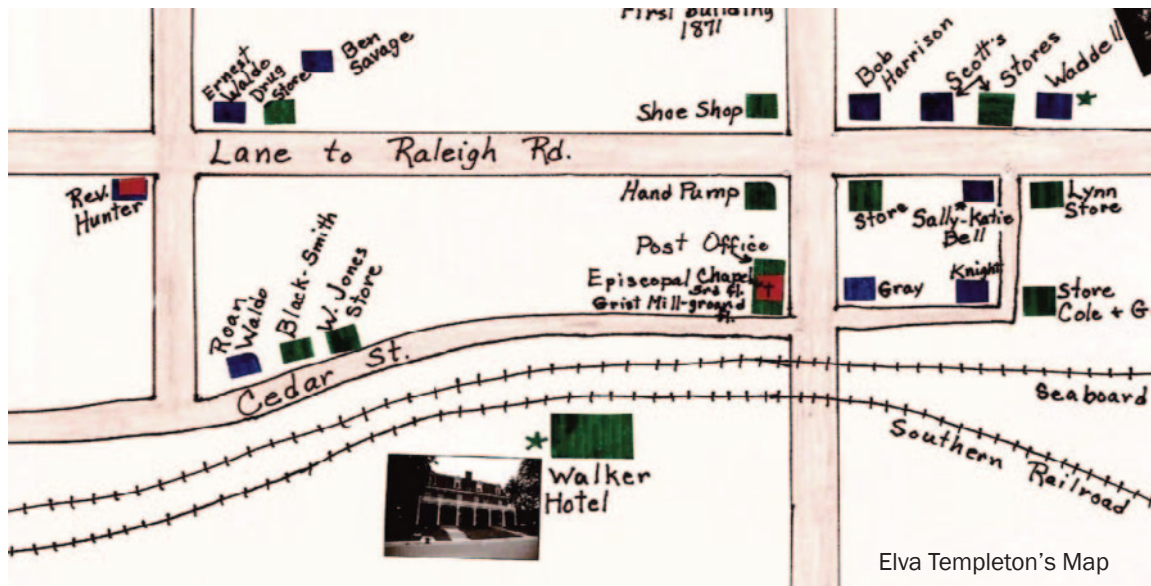 First Building
1871
Ernest
Waldo
Drug
Store
Ben
Savage
Shoe Shop
Bob
Harrison
Scott's
Stores
Waddell
Lane to Raleigh Rd.
Rev.
Hunter
Hand Pump
Store
Sally-Katie
Bell
Lynn
Store
Post Office
Episcopal Chapel
3rd fl.
Grist Mill-ground
fl.
Gray
Knight
Store
Cole + G
Roan
Waldo
Black-Smith
W. Jones
Store
Cedar St.
Seaboard
Southern Railroad
Walker
Hotel
Elva Templeton's Map